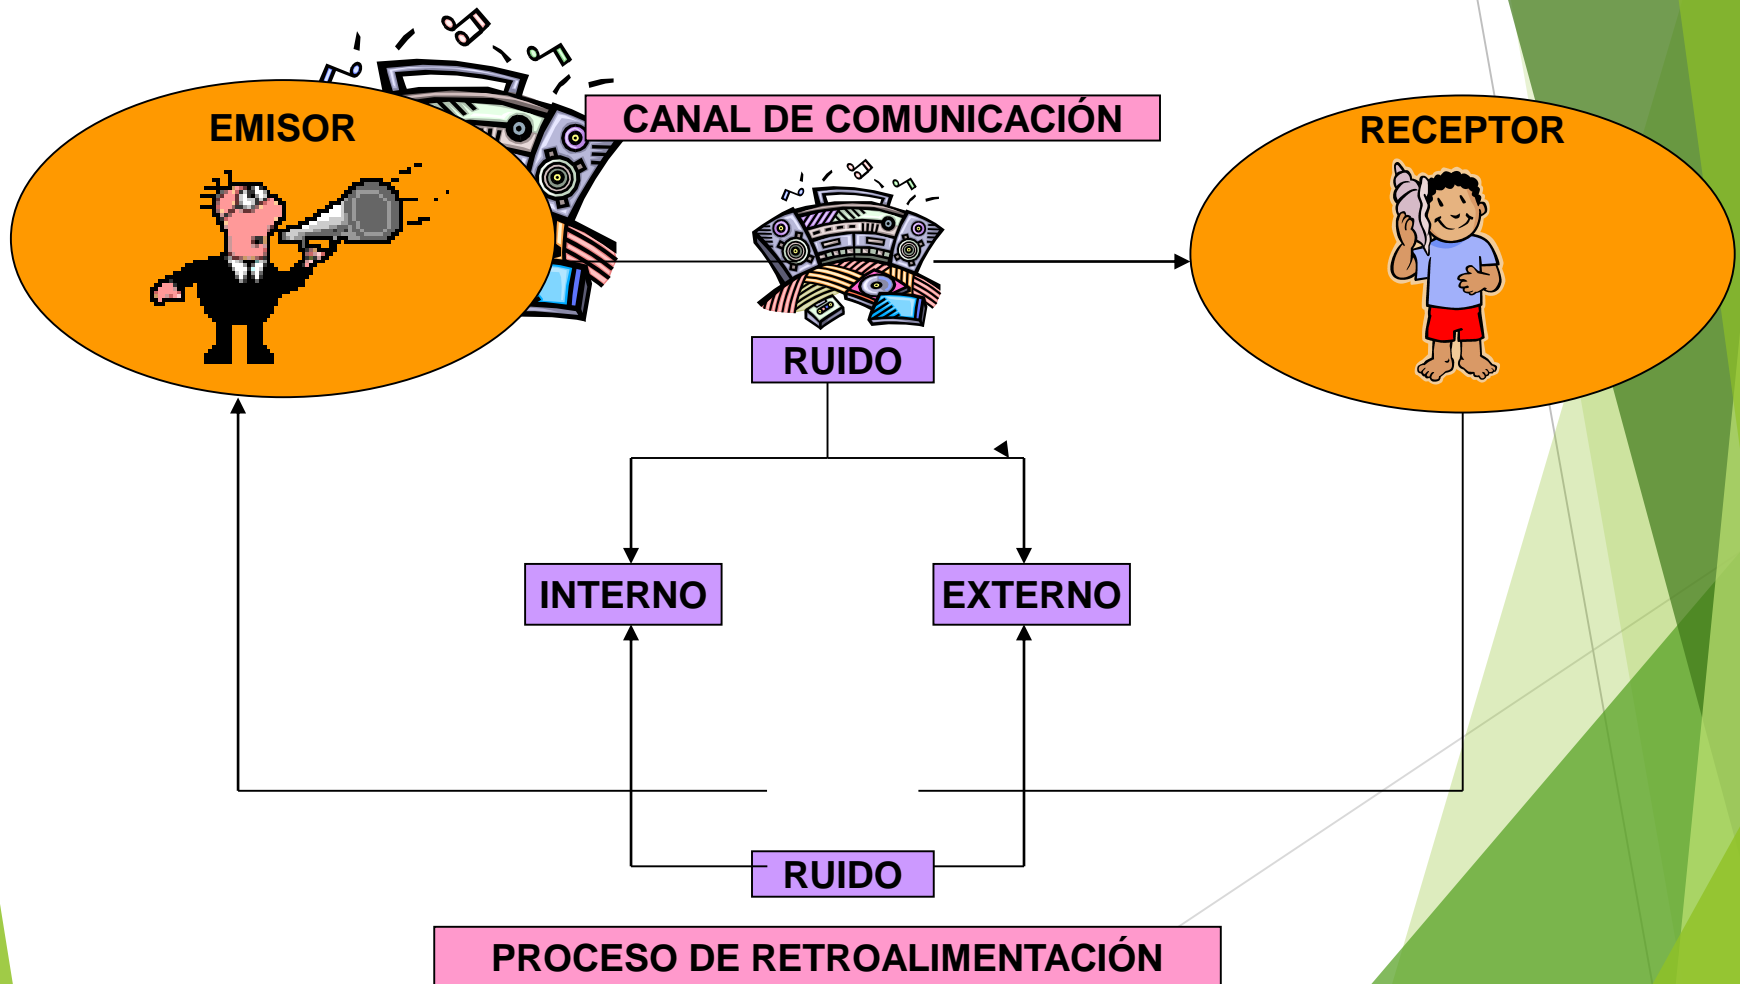 EMISOR
CANAL DE COMUNICACIÓN
RECEPTOR
RUIDO
INTERNO
EXTERNO
RUIDO
PROCESO DE RETROALIMENTACIÓN